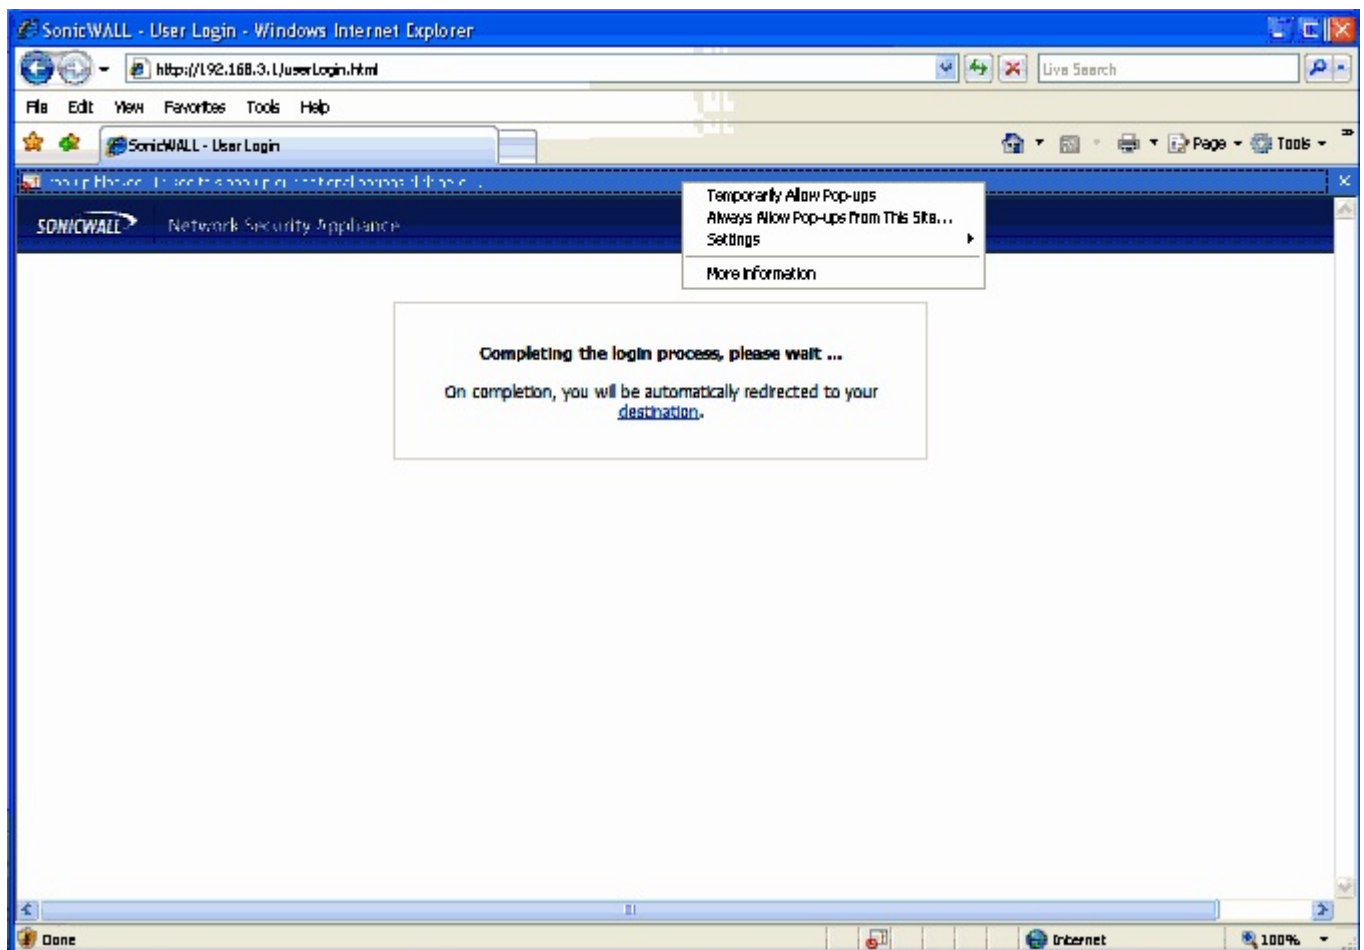 SonicWALL - User Login - Windows Internet Explorer
http://192.168.3.1/userLogin.html
Live Search
File Edit View Favorites Tools Help
SonicWALL - User Login
Page
Tools
Temporarily Allow Pop-ups
Always Allow Pop-ups From This Site...
Settings
More Information
SONICWALL Network Security Appliance
Completing the login process, please wait ...
On completion, you will be automatically redirected to your
destination.
Done
Internet
100%